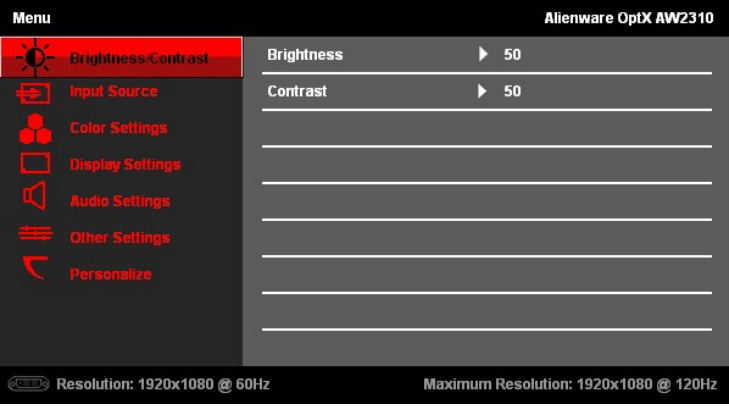 Menu Alienware OptX AW2310
Brightness/Contrast Brightness 50
Input Source Contrast 50
Color Settings
Display Settings
Audio Settings
Other Settings
Personalize
Resolution: 1920x1080 @ 60Hz Maximum Resolution: 1920x1080 @ 120Hz